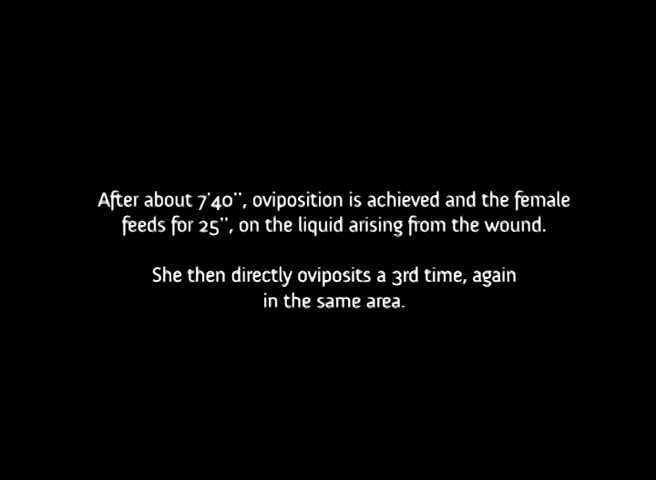 After about 7'40'', oviposition is achieved and the female
feeds for 25'', on the liquid arising from the wound.
She then directly oviposits a 3rd time, again
in the same area.